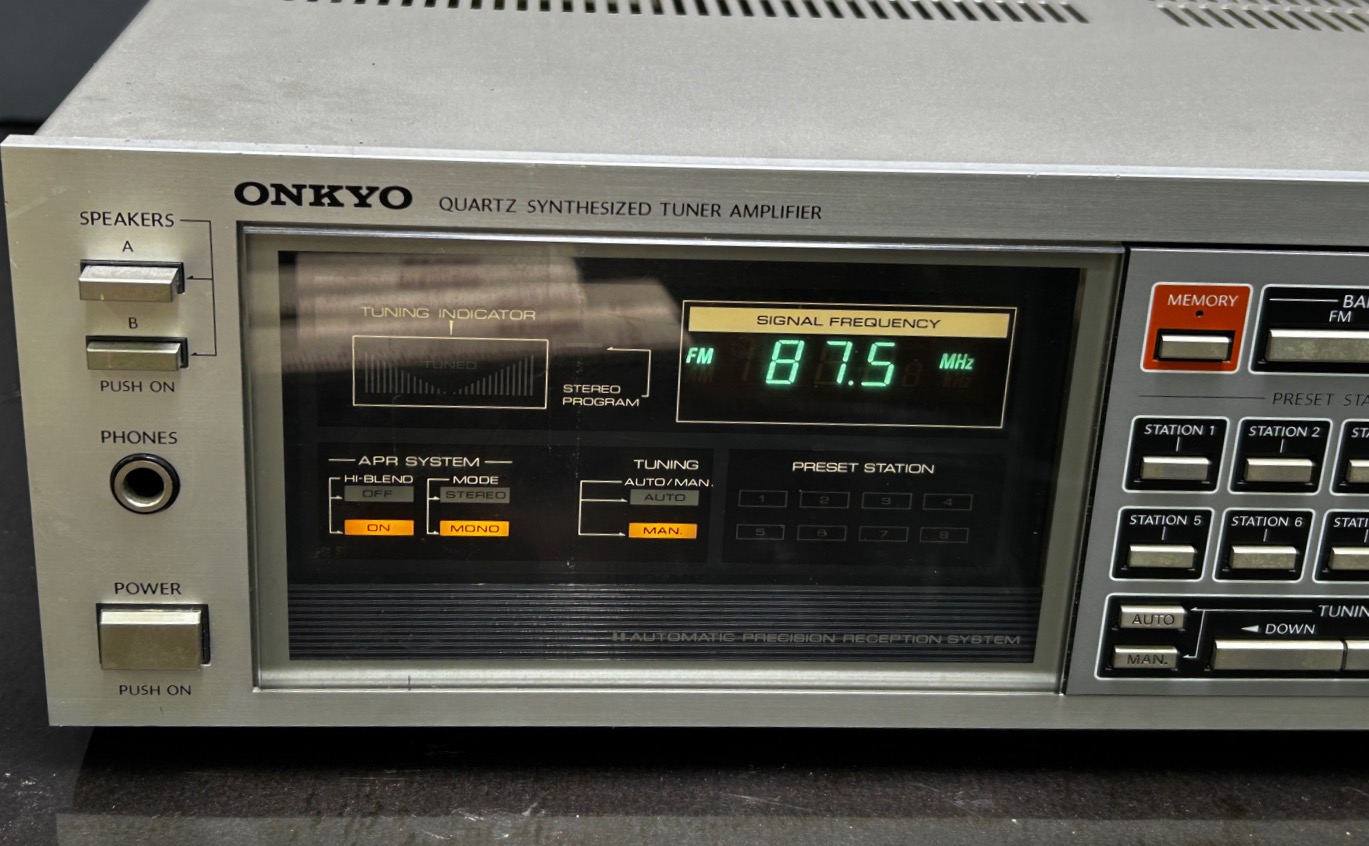 ONKYO QUARTZ SYNTHESIZED TUNER AMPLIFIER
SPEAKERS
A
B
PUSH ON
PHONES
POWER
PUSH ON
TUNING INDICATOR
TUNED
STEREO
PROGRAM
SIGNAL FREQUENCY
FM 87.5 MHz
APR SYSTEM
HI-BLEND MODE
OFF STEREO
ON MONO
TUNING
AUTO/MAN.
AUTO
MAN.
PRESET STATION
1 2 3 4
5 6 7 8
AUTOMATIC PRECISION RECEPTION SYSTEM
MEMORY
FM
PRESET
STATION 1 STATION 2
STATION 5 STATION 6
AUTO
DOWN
MAN.